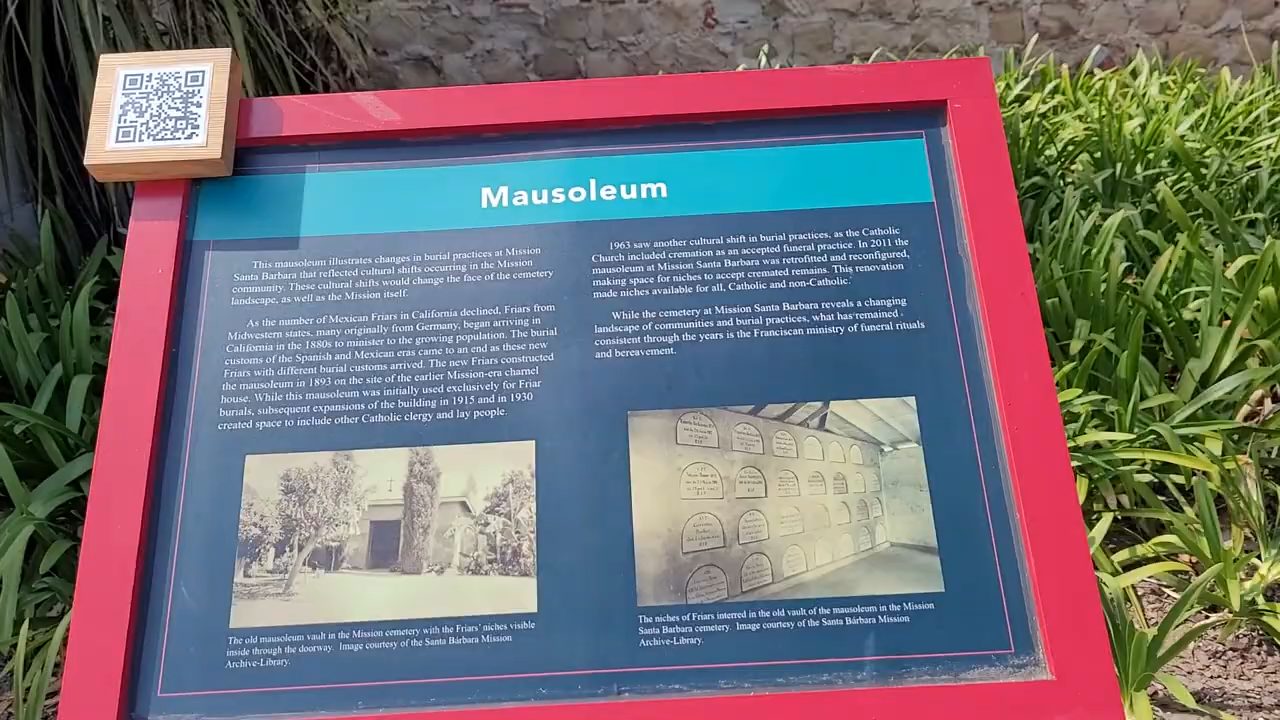 Mausoleum
This mausoleum illustrates changes in burial practices at Mission
Santa Barbara that reflected cultural shifts occurring in the Mission
community. These cultural shifts would change the face of the cemetery
landscape, as well as the Mission itself.
As the number of Mexican Friars in California declined, Friars from
Midwestern states, many originally from Germany, began arriving in
California in the 1880s to minister to the growing population. The burial
customs of the Spanish and Mexican eras came to an end as these new
Friars with different burial customs arrived. The new Friars constructed
the mausoleum in 1893 on the site of the earlier Mission-era charnel
house. While this mausoleum was initially used exclusively for Friar
burials, subsequent expansions of the building in 1915 and in 1930
created space to include other Catholic clergy and lay people.
The old mausoleum vault in the Mission cemetery with the Friars' niches visible
inside through the doorway. Image courtesy of the Santa Bárbara Mission
Archive-Library.
1963 saw another cultural shift in burial practices, as the Catholic
Church included cremation as an accepted funeral practice. In 2011 the
mausoleum at Mission Santa Barbara was retrofitted and reconfigured,
making space for niches to accept cremated remains. This renovation
made niches available for all, Catholic and non-Catholic.
While the cemetery at Mission Santa Barbara reveals a changing
landscape of communities and burial practices, what has remained
consistent through the years is the Franciscan ministry of funeral rituals
and bereavement.
The niches of Friars interred in the old vault of the mausoleum in the Mission
Santa Barbara cemetery. Image courtesy of the Santa Bárbara Mission
Archive-Library.